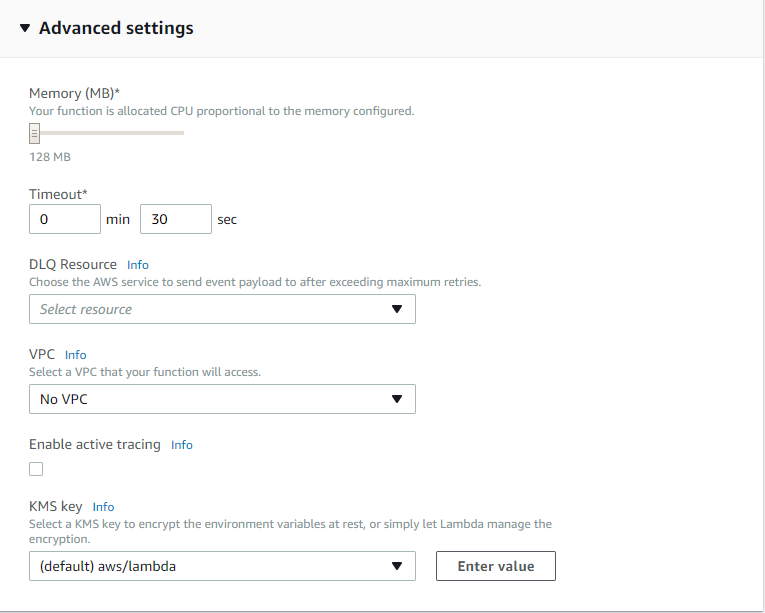 Advanced settings
Memory (MB)*
Your function is allocated CPU proportional to the memory configured.
128 MB
Timeout*
0 min 30 sec
DLQ Resource Info
Choose the AWS service to send event payload to after exceeding maximum retries.
Select resource
VPC Info
Select a VPC that your function will access.
No VPC
Enable active tracing Info
KMS key Info
Select a KMS key to encrypt the environment variables at rest, or simply let Lambda manage the
encryption.
(default) aws/lambda Enter value